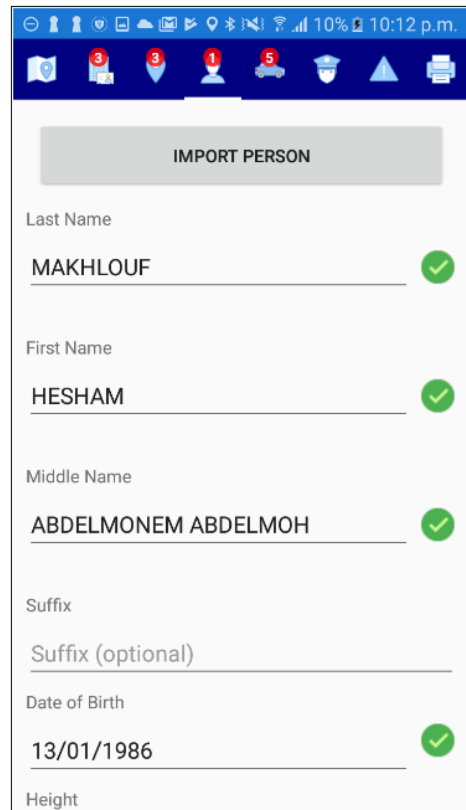 10% 10:12 p.m.
3 3 1 5
IMPORT PERSON
Last Name
MAKHLOUF
First Name
HESHAM
Middle Name
ABDELMONEM ABDELMOH
Suffix
Suffix (optional)
Date of Birth
13/01/1986
Height